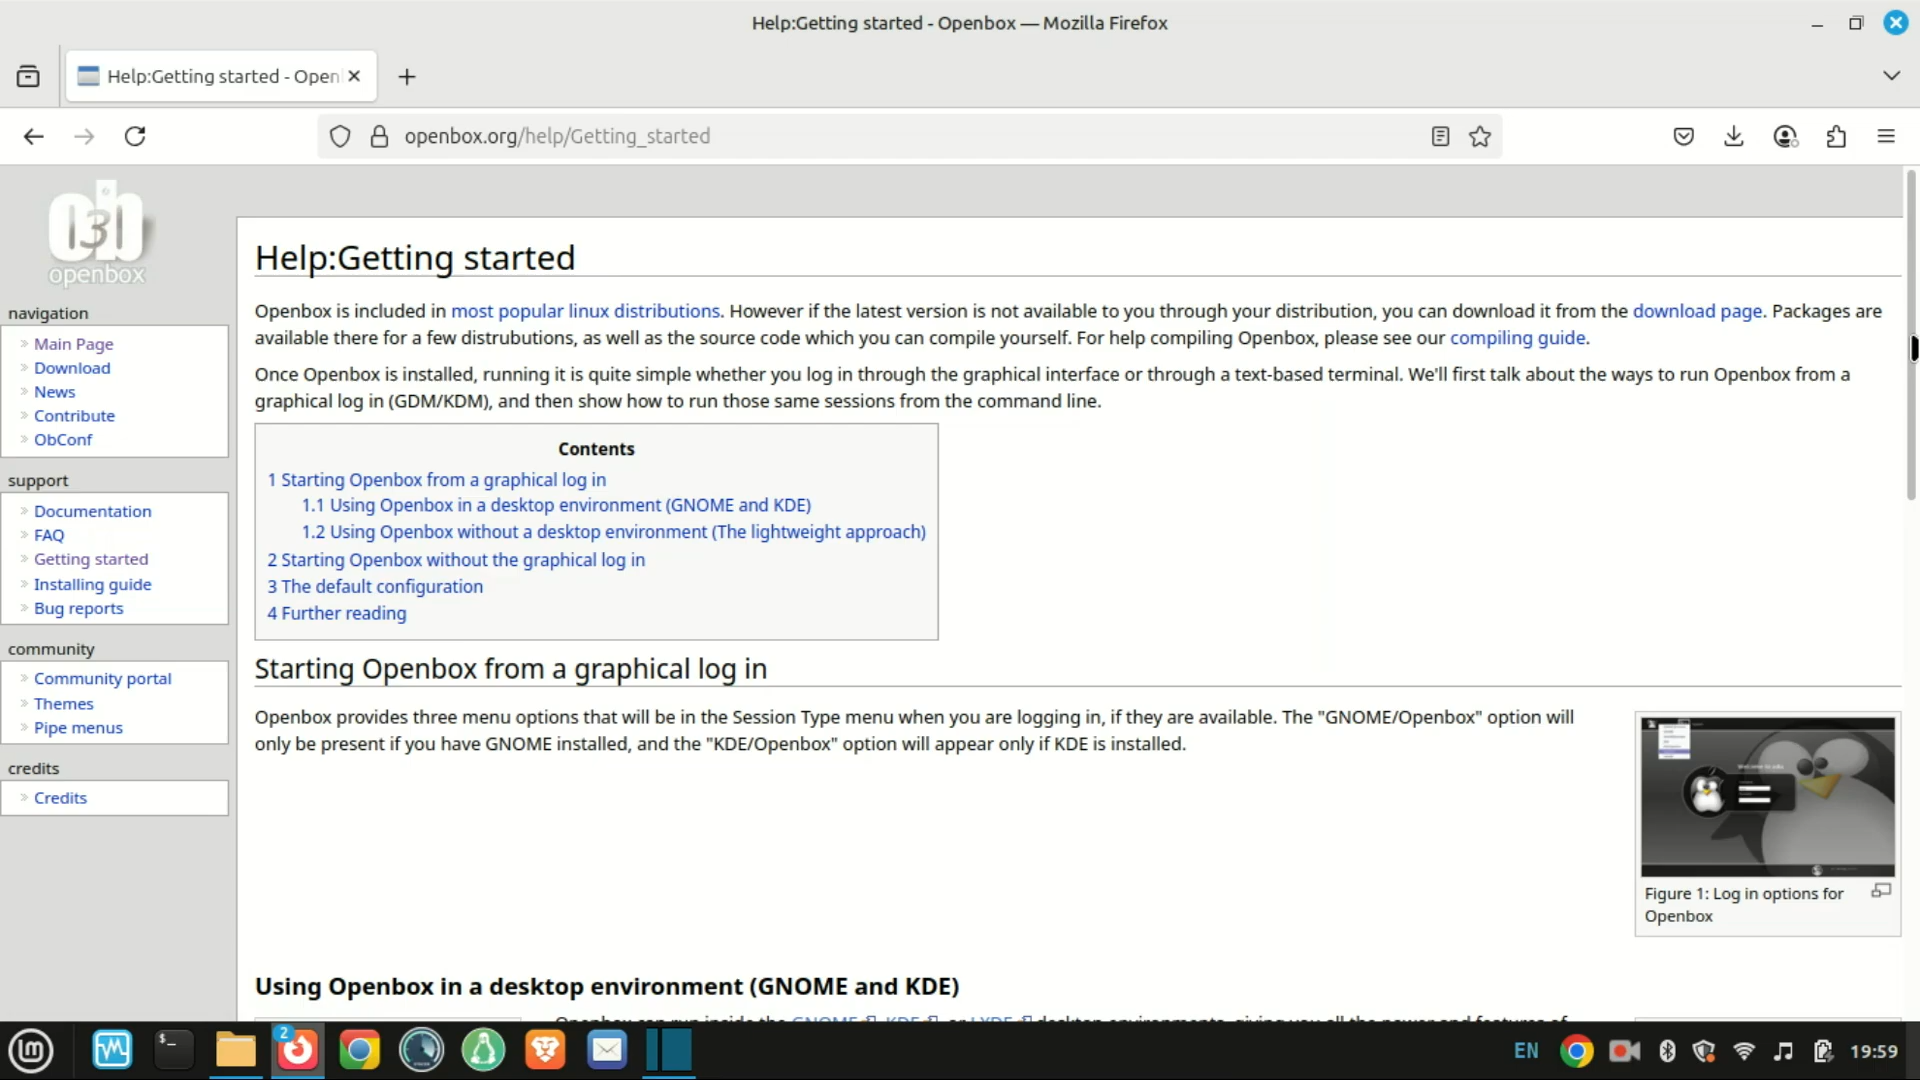 Help:Getting started - Openbox — Mozilla Firefox
Help:Getting started - Open
openbox.org/help/Getting_started
openbox
navigation
Main Page
Download
News
Contribute
ObConf
support
Documentation
FAQ
Getting started
Installing guide
Bug reports
community
Community portal
Themes
Pipe menus
credits
Credits
Help:Getting started
Openbox is included in most popular linux distributions. However if the latest version is not available to you through your distribution, you can download it from the download page. Packages are
available there for a few distrubutions, as well as the source code which you can compile yourself. For help compiling Openbox, please see our compiling guide.
Once Openbox is installed, running it is quite simple whether you log in through the graphical interface or through a text-based terminal. We'll first talk about the ways to run Openbox from a
graphical log in (GDM/KDM), and then show how to run those same sessions from the command line.
Contents
1 Starting Openbox from a graphical log in
1.1 Using Openbox in a desktop environment (GNOME and KDE)
1.2 Using Openbox without a desktop environment (The lightweight approach)
2 Starting Openbox without the graphical log in
3 The default configuration
4 Further reading
Starting Openbox from a graphical log in
Openbox provides three menu options that will be in the Session Type menu when you are logging in, if they are available. The "GNOME/Openbox" option will
only be present if you have GNOME installed, and the "KDE/Openbox" option will appear only if KDE is installed.
Figure 1: Log in options for
Openbox
Using Openbox in a desktop environment (GNOME and KDE)
2
EN
19:59